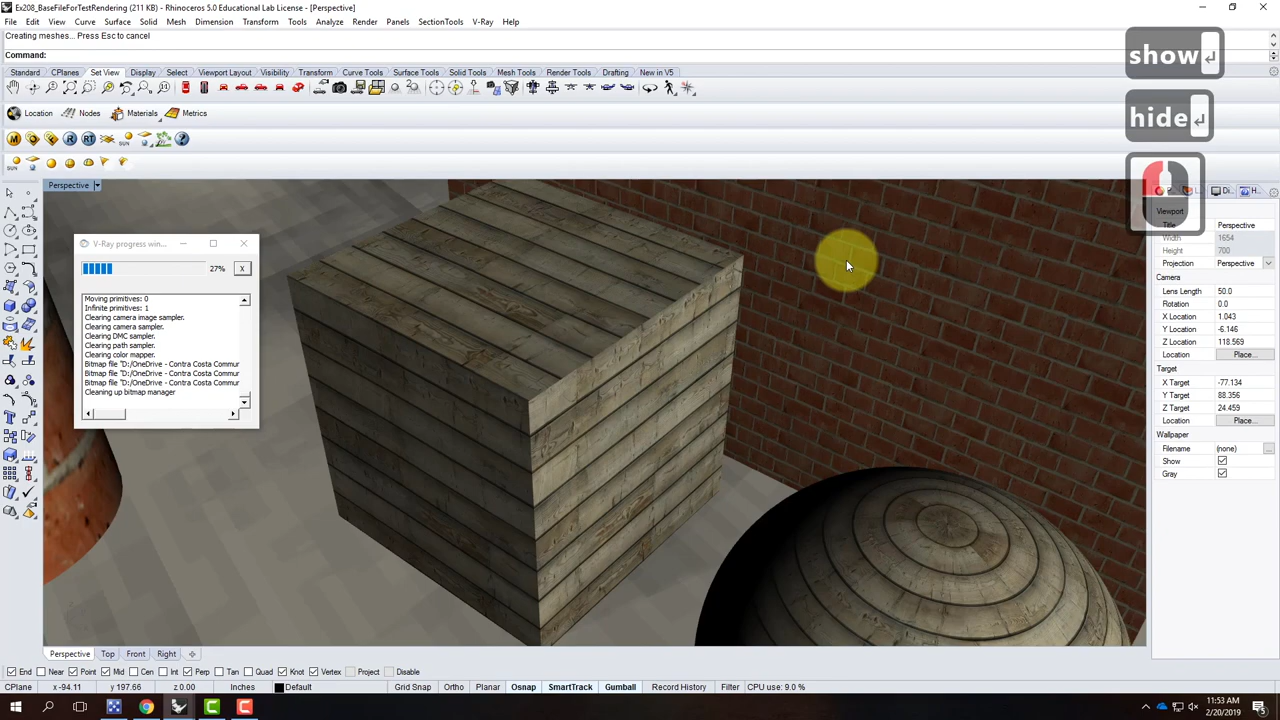 Ex208_BaseFileForTestRendering (211 KB) - Rhinoceros 5.0 Educational Lab License - [Perspective]
File Edit View Curve Surface Solid Mesh Dimension Transform Tools Analyze Render Panels SectionTools V-Ray Help
Creating meshes... Press Esc to cancel
Command:
show
hide
Standard CPlanes Set View Display Select Viewport Layout Visibility Transform Curve Tools Surface Tools Solid Tools Mesh Tools Render Tools Drafting New in V5
Location Nodes Materials Metrics
M R RT SUN
SUN
Perspective
V-Ray progress win...
27% X
Moving primitives: 0
Infinite primitives: 1
Clearing camera image sampler.
Clearing camera sampler.
Clearing DMC sampler.
Clearing path sampler.
Clearing color mapper.
Bitmap file "D:/OneDrive - Contra Costa Commur
Bitmap file "D:/OneDrive - Contra Costa Commur
Bitmap file "D:/OneDrive - Contra Costa Commur
Cleaning up bitmap manager
Di... H...
Viewport
Title Perspective
Width 1654
Height 700
Projection Perspective
Camera
Lens Length 50.0
Rotation 0.0
X Location 1.043
Y Location -6.146
Z Location 118.569
Location Place...
Target
X Target -77.134
Y Target 88.356
Z Target 24.459
Location Place...
Wallpaper
Filename (none) ...
Show
Gray
Perspective Top Front Right
End Near Point Mid Cen Int Perp Tan Quad Knot Vertex Project Disable
CPlane x -94.11 y 197.66 z 0.00 Inches Default Grid Snap Ortho Planar Osnap SmartTrack Gumball Record History Filter CPU use: 9.0 %
11:53 AM
2/20/2019